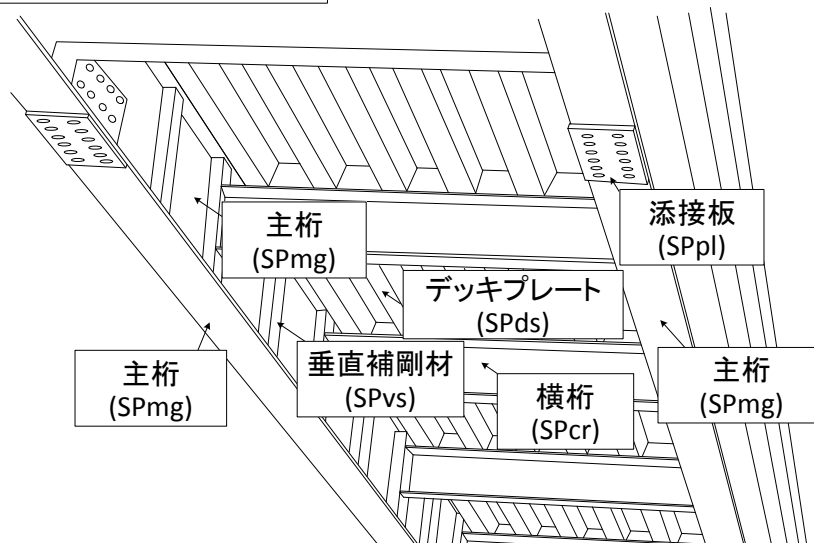 主桁
(SPmg)
添接板
(SPpl)
デッキプレート
(SPds)
主桁
(SPmg)
垂直補剛材
(SPvs)
横桁
(SPcr)
主桁
(SPmg)